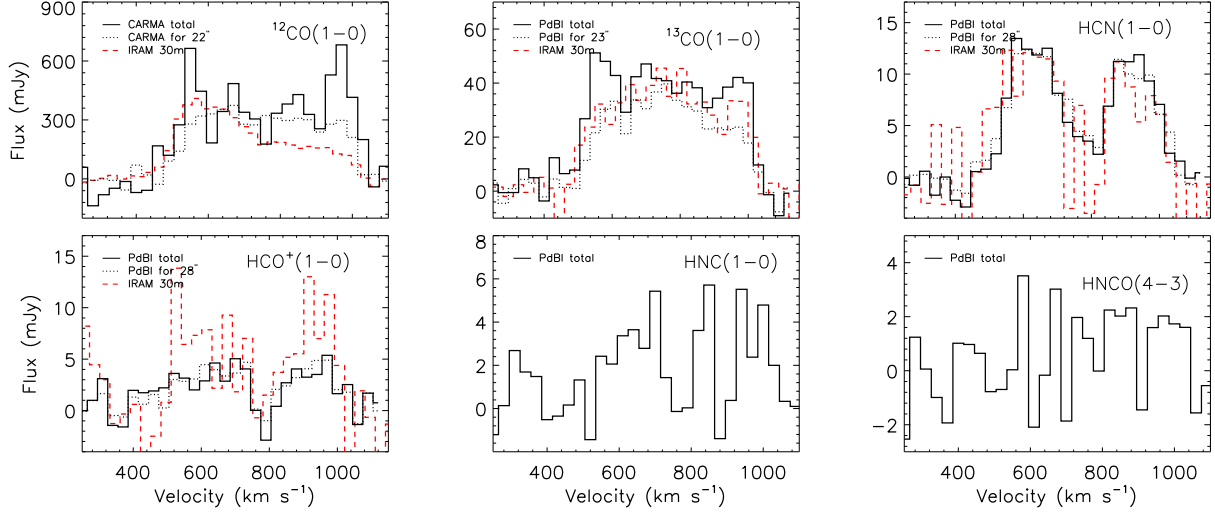 900
600
300
0
Flux (mJy)
CARMA total
CARMA for 22"
IRAM 30m
¹²CO(1−0)
60
40
20
0
PdBI total
PdBI for 23"
IRAM 30m
¹³CO(1−0)
15
10
5
0
PdBI total
PdBI for 28"
IRAM 30m
HCN(1−0)
15
10
5
0
Flux (mJy)
PdBI total
PdBI for 28"
IRAM 30m
HCO⁺(1−0)
400 600 800 1000
Velocity (km s⁻¹)
8
6
4
2
0
PdBI total
HNC(1−0)
400 600 800 1000
Velocity (km s⁻¹)
4
2
0
−2
PdBI total
HNCO(4−3)
400 600 800 1000
Velocity (km s⁻¹)